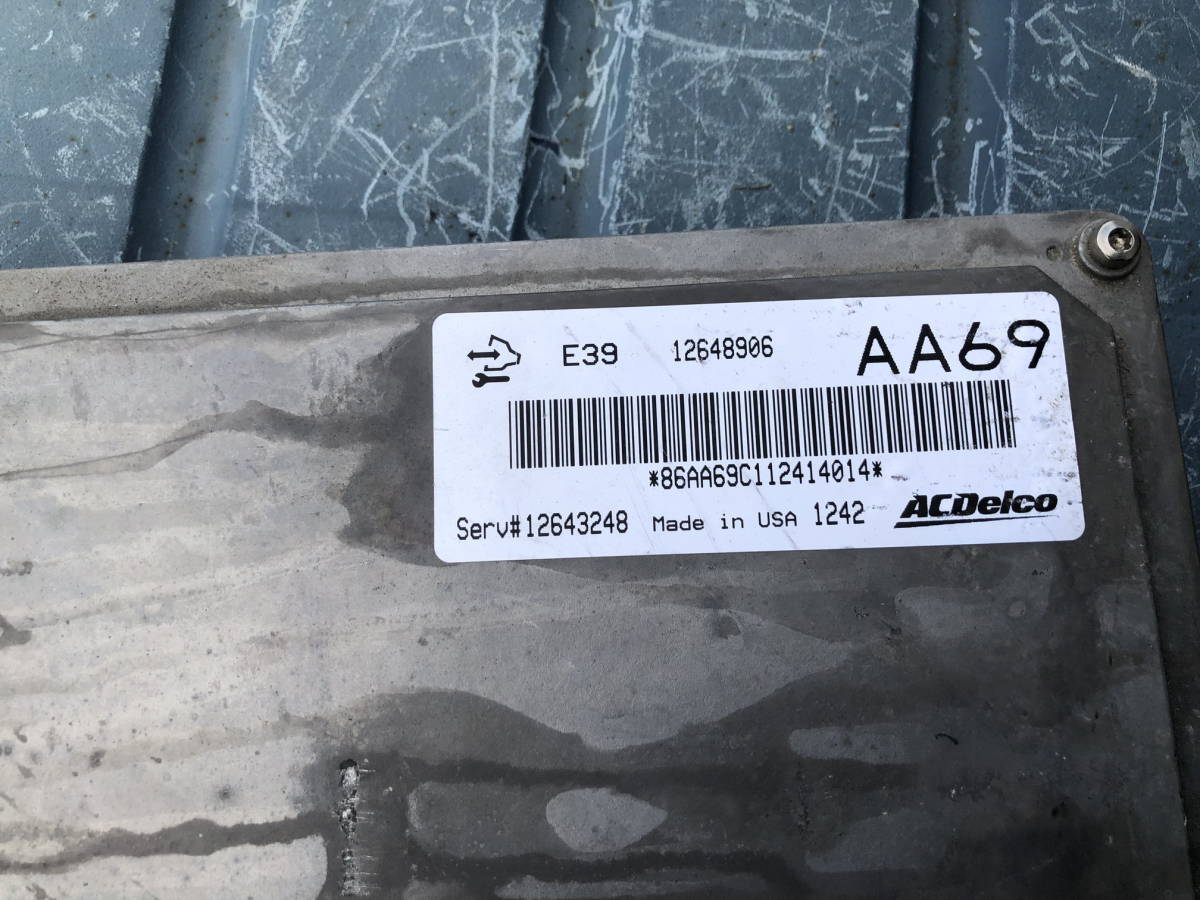 E39 12648906 AA69
*86AA69C112414014*
Serv#12643248 Made in USA 1242 ACDelco